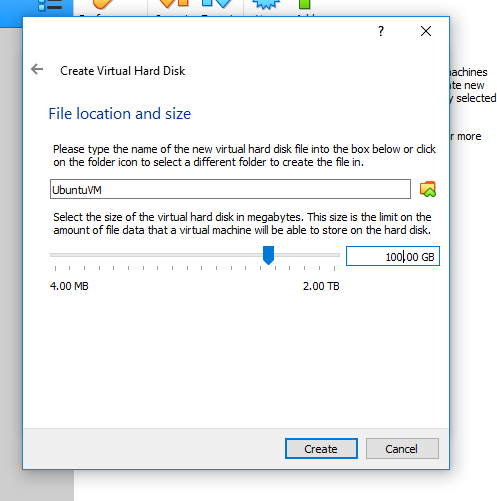 ?
Create Virtual Hard Disk
achines
te new
selected
r more
File location and size
Please type the name of the new virtual hard disk file into the box below or click
on the folder icon to select a different folder to create the file in.
UbuntuVM
Select the size of the virtual hard disk in megabytes. This size is the limit on the
amount of file data that a virtual machine will be able to store on the hard disk.
100.00 GB
4.00 MB 2.00 TB
Create Cancel